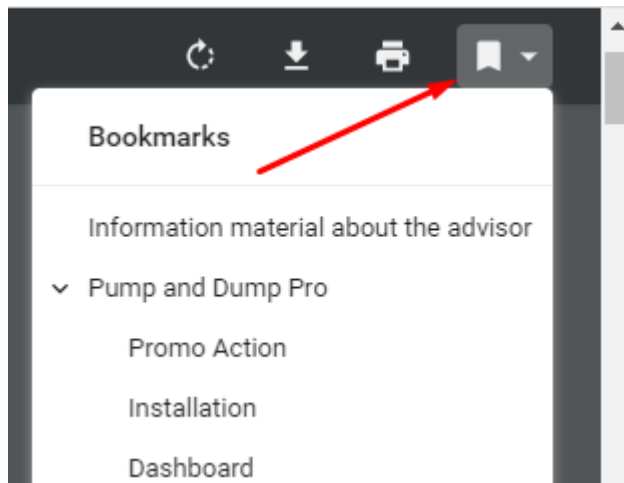 Bookmarks
Information material about the advisor
Pump and Dump Pro
Promo Action
Installation
Dashboard